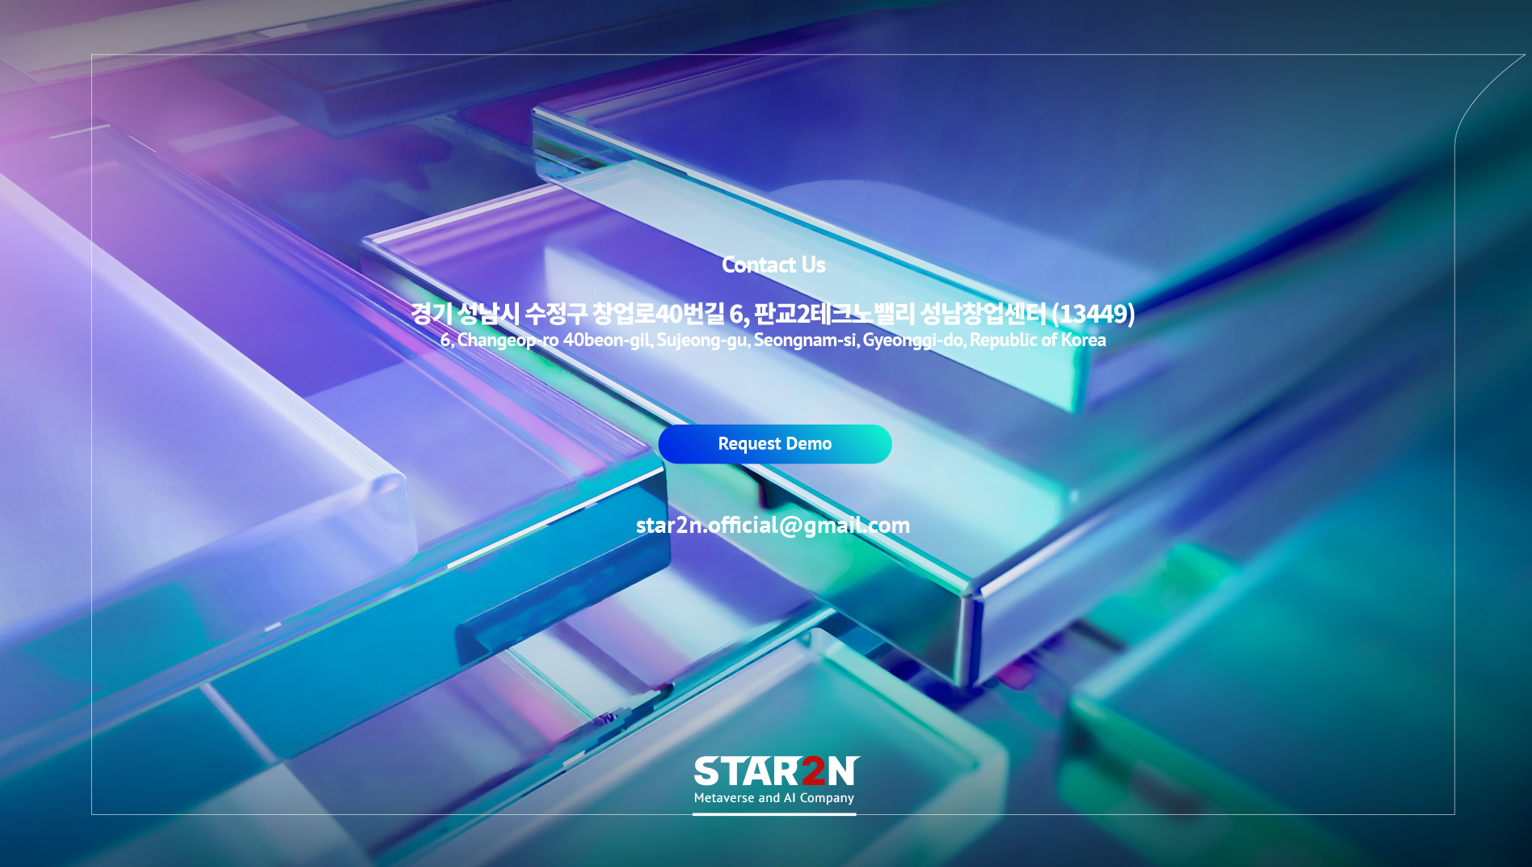 Contact Us
경기 성남시 수정구 창업로40번길 6, 판교2테크노밸리 성남창업센터 (13449)
6, Changeop-ro 40beon-gil, Sujeong-gu, Seongnam-si, Gyeonggi-do, Republic of Korea
Request Demo
star2n.official@gmail.com
STAR2N
Metaverse and AI Company